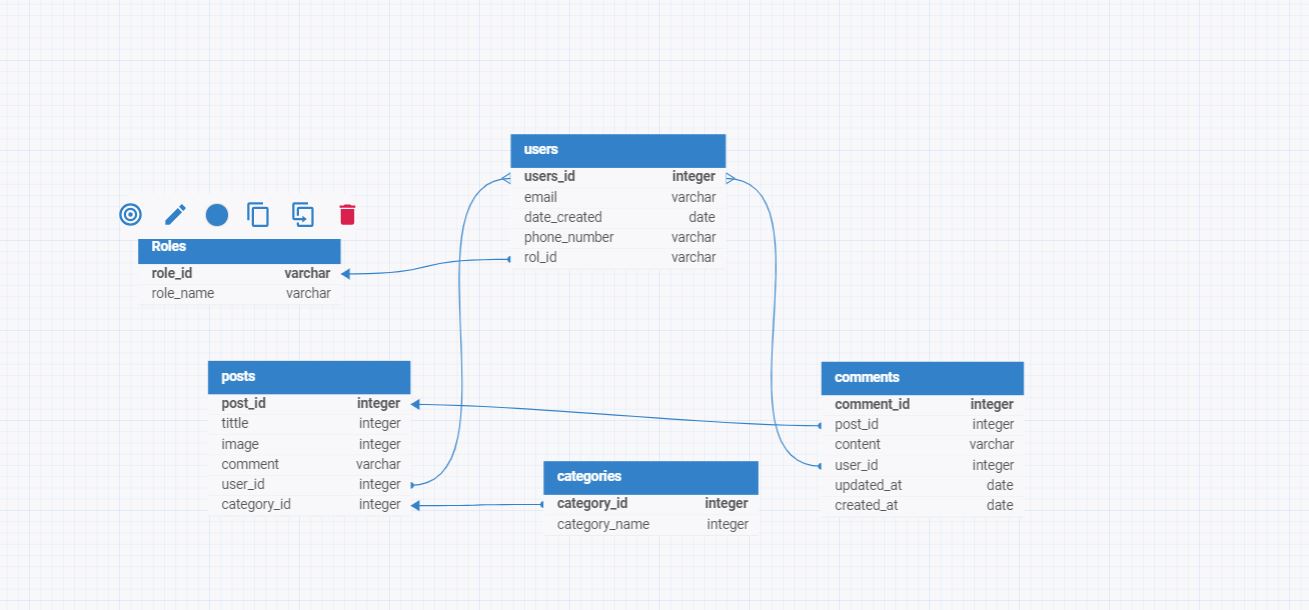 users
users_id integer
email varchar
date_created date
phone_number varchar
rol_id varchar
Roles
role_id varchar
role_name varchar
posts
post_id integer
tittle integer
image integer
comment varchar
user_id integer
category_id integer
comments
comment_id integer
post_id integer
content varchar
user_id integer
updated_at date
created_at date
categories
category_id integer
category_name integer